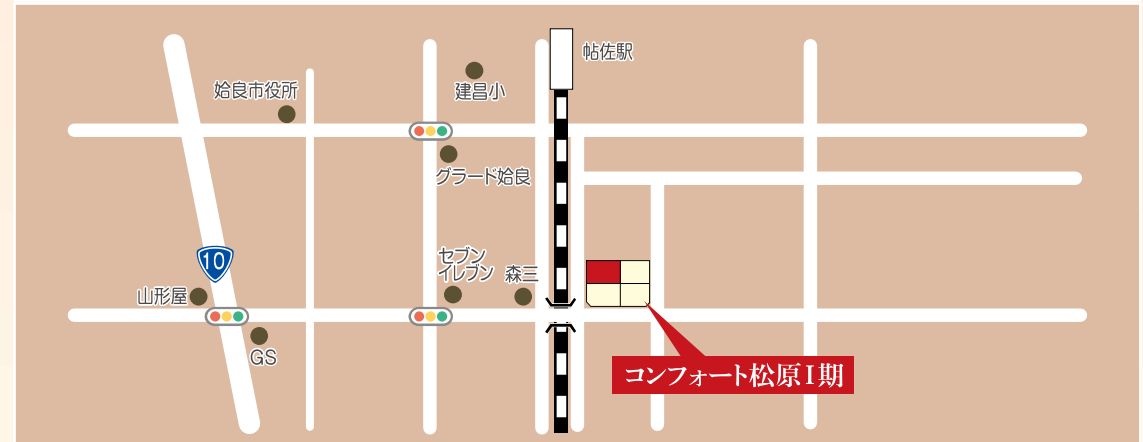 帖佐駅
建昌小
姶良市役所
グラード姶良
10
セブン
イレブン
森三
山形屋
GS
コンフォート松原Ⅰ期